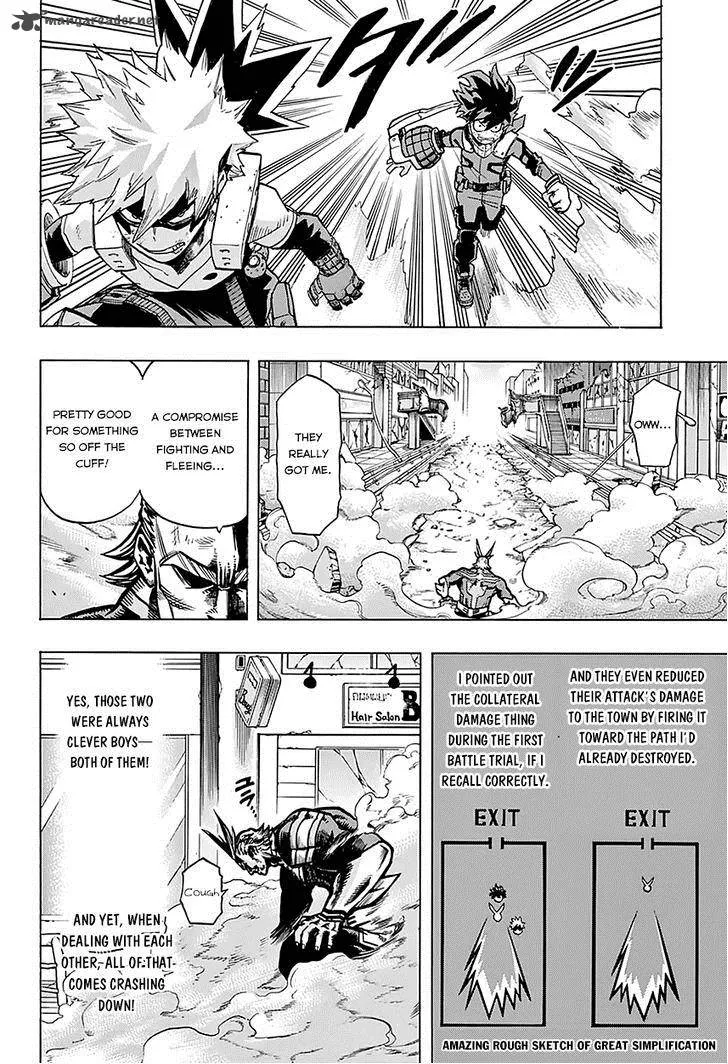 mangareader.net
ダッ
OWW...
THEY
REALLY
GOT ME.
A COMPROMISE
BETWEEN
FIGHTING AND
FLEEING...
PRETTY GOOD
FOR SOMETHING
SO OFF THE
CUFF!
AND THEY EVEN REDUCED
THEIR ATTACK'S DAMAGE
TO THE TOWN BY FIRING IT
TOWARD THE PATH I'D
ALREADY DESTROYED.
I POINTED OUT
THE COLLATERAL
DAMAGE THING
DURING THE FIRST
BATTLE TRIAL, IF I
RECALL CORRECTLY.
EXIT
EXIT
AMAZING ROUGH SKETCH OF GREAT SIMPLIFICATION
YES, THOSE TWO
WERE ALWAYS
CLEVER BOYS—
BOTH OF THEM!
Hair Salon B
COUGH
AND YET, WHEN
DEALING WITH EACH
OTHER, ALL OF THAT
COMES CRASHING
DOWN!